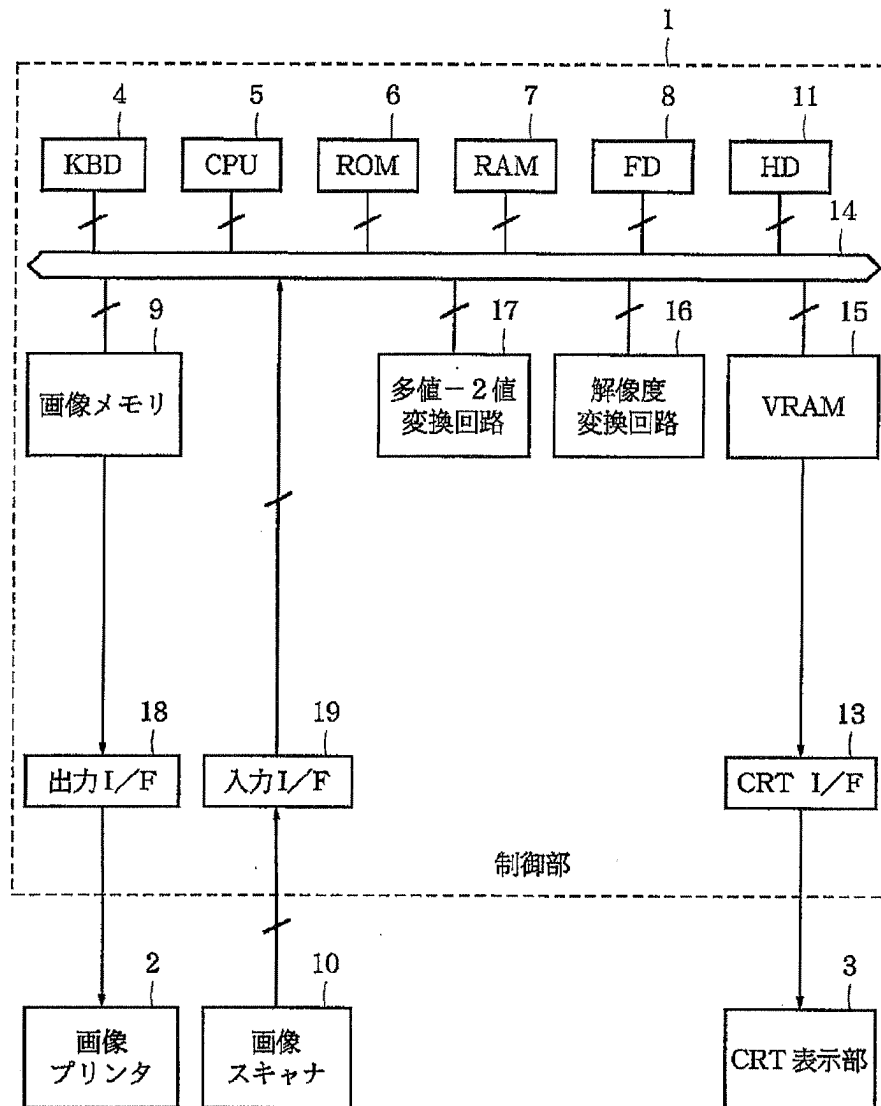 1
4
5
6
7
8
11
KBD
CPU
ROM
RAM
FD
HD
14
9
17
16
15
画像メモリ
多値－2値
変換回路
解像度
変換回路
VRAM
18
19
13
出力I／F
入力I／F
CRT I／F
制御部
2
10
3
画像
プリンタ
画像
スキャナ
CRT 表示部